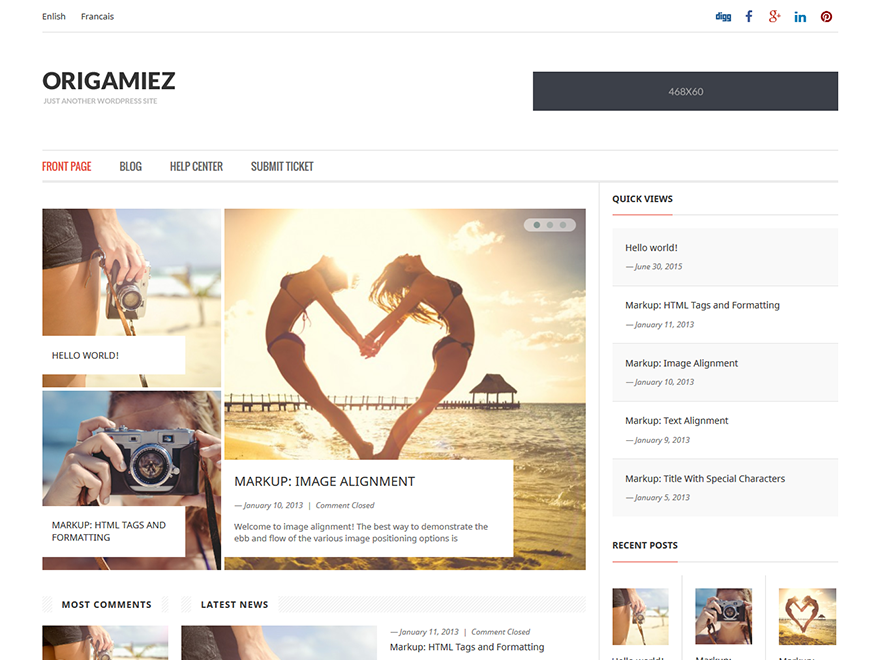 Enlish Francais
digg
ORIGAMIEZ
JUST ANOTHER WORDPRESS SITE
468X60
FRONT PAGE BLOG HELP CENTER SUBMIT TICKET
HELLO WORLD!
MARKUP: HTML TAGS AND
FORMATTING
MARKUP: IMAGE ALIGNMENT
— January 10, 2013 | Comment Closed
Welcome to image alignment! The best way to demonstrate the
ebb and flow of the various image positioning options is
QUICK VIEWS
Hello world!
— June 30, 2015
Markup: HTML Tags and Formatting
— January 11, 2013
Markup: Image Alignment
— January 10, 2013
Markup: Text Alignment
— January 9, 2013
Markup: Title With Special Characters
— January 5, 2013
RECENT POSTS
Hello world!
Markup:
Markup:
MOST COMMENTS
LATEST NEWS
— January 11, 2013 | Comment Closed
Markup: HTML Tags and Formatting